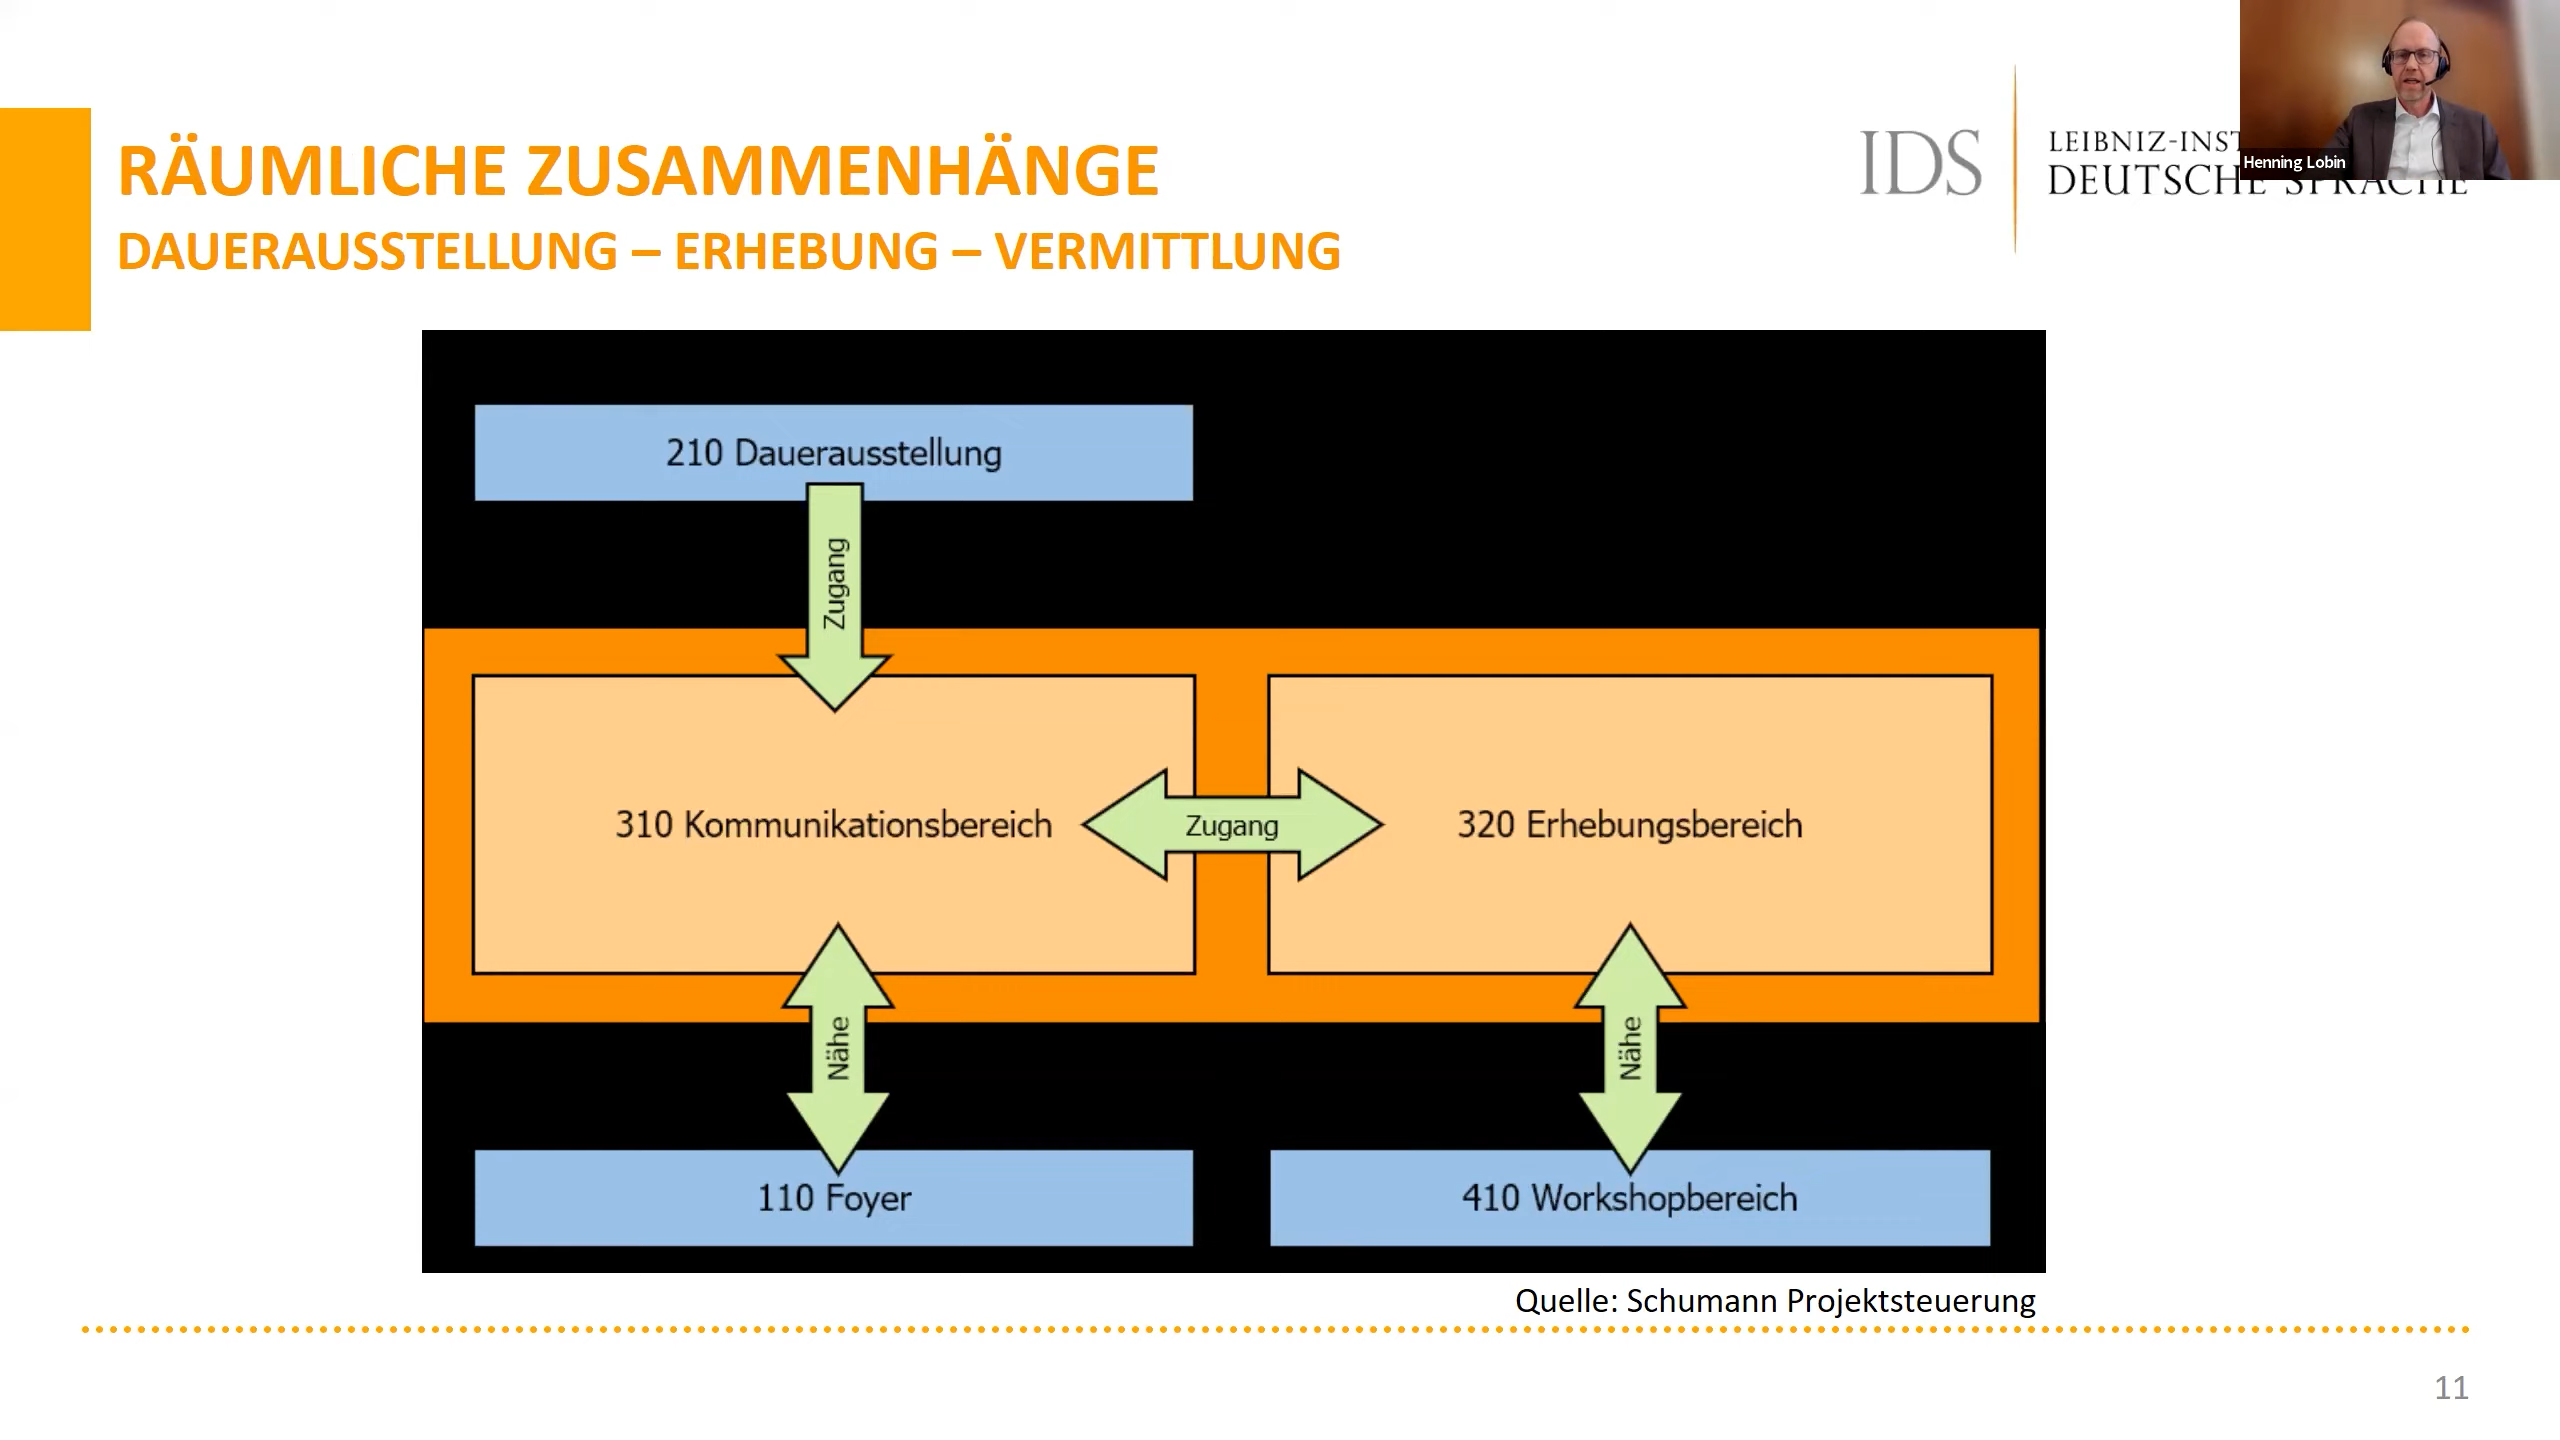 RÄUMLICHE ZUSAMMENHÄNGE
DAUERAUSSTELLUNG – ERHEBUNG – VERMITTLUNG
IDS
LEIBNIZ-INST
DEUTSCHE SPRACHE
Henning Lobin
210 Dauerausstellung
Zugang
310 Kommunikationsbereich
Zugang
320 Erhebungsbereich
Nähe
Nähe
110 Foyer
410 Workshopbereich
Quelle: Schumann Projektsteuerung
11